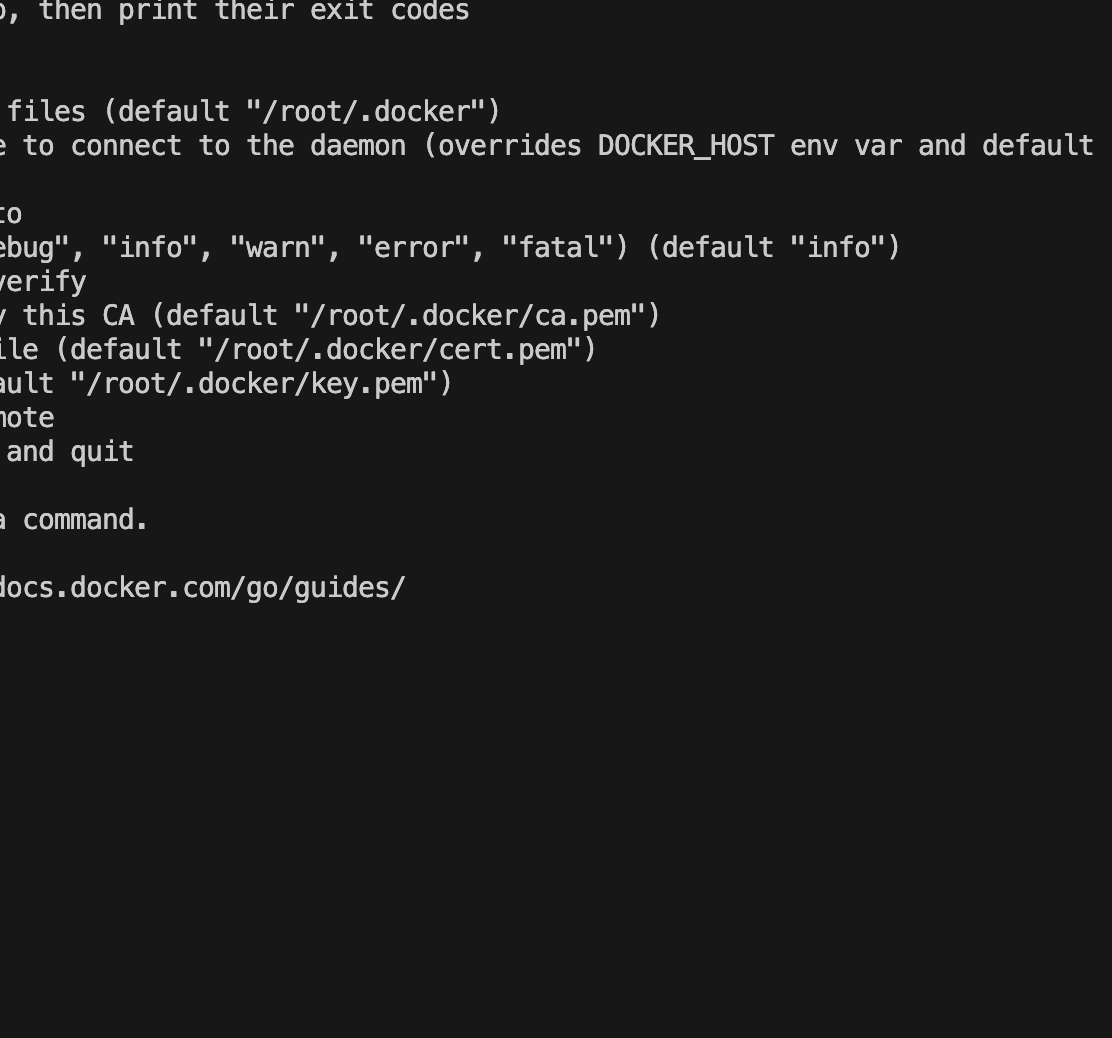 , then print their exit codes
files (default "/root/.docker")
to connect to the daemon (overrides DOCKER_HOST env var and default
to
ebug", "info", "warn", "error", "fatal") (default "info")
verify
this CA (default "/root/.docker/ca.pem")
ile (default "/root/.docker/cert.pem")
ault "/root/.docker/key.pem")
mote
and quit
a command.
docs.docker.com/go/guides/